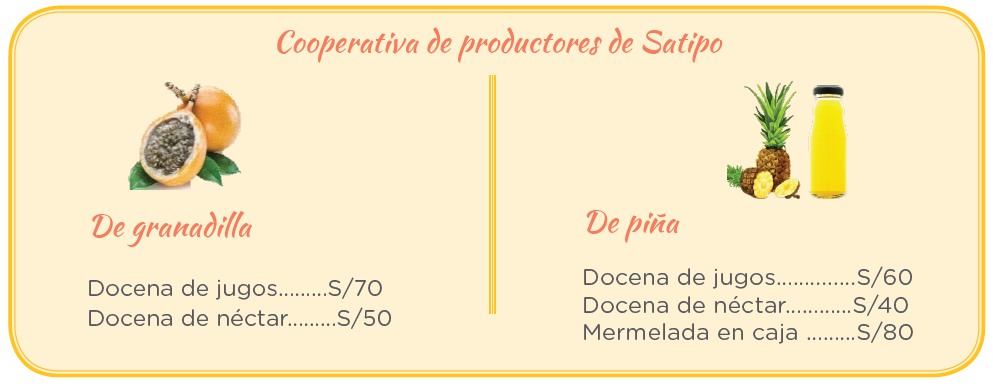 Cooperativa de productores de Satipo
De granadilla
Docena de jugos.........S/70
Docena de néctar.........S/50
De piña
Docena de jugos..............S/60
Docena de néctar............S/40
Mermelada en caja .........S/80